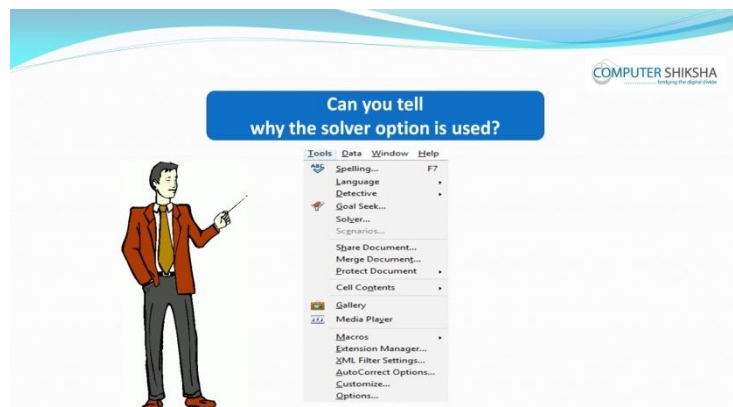 COMPUTER SHIKSHA
bridging the digital divide
Can you tell
why the solver option is used?
Tools Data Window Help
ABC Spelling... F7
Language
Detective
Goal Seek...
Solver...
Scenarios...
Share Document...
Merge Document...
Protect Document
Cell Contents
Gallery
Media Player
Macros
Extension Manager...
XML Filter Settings...
AutoCorrect Options...
Customize...
Options...